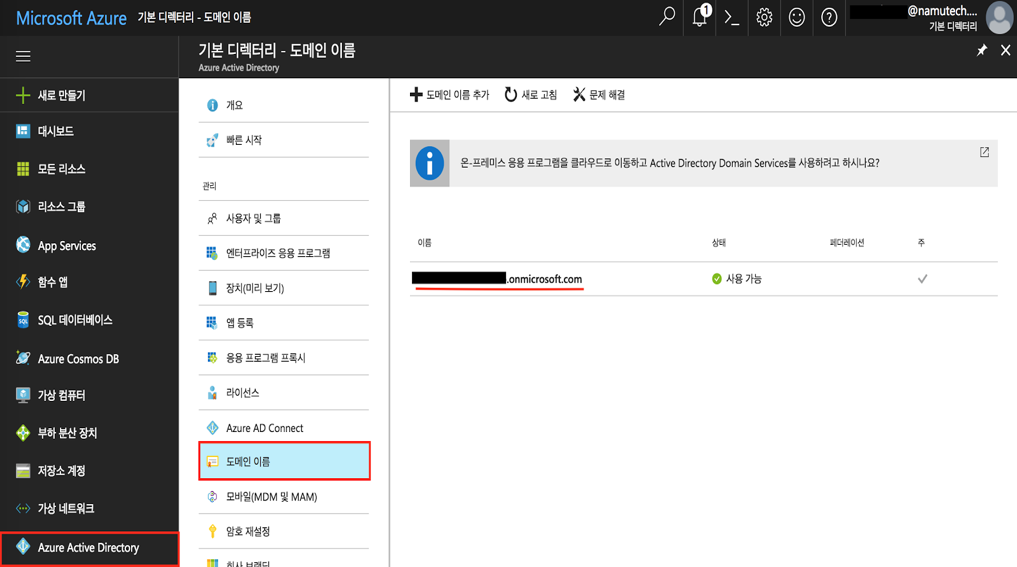 Microsoft Azure 기본 디렉터리 - 도메인 이름
1
@namutech....
기본 디렉터리
기본 디렉터리 - 도메인 이름
Azure Active Directory
새로 만들기
대시보드
모든 리소스
리소스 그룹
App Services
함수 앱
SQL 데이터베이스
Azure Cosmos DB
가상 컴퓨터
부하 분산 장치
저장소 계정
가상 네트워크
Azure Active Directory
개요
빠른 시작
관리
사용자 및 그룹
엔터프라이즈 응용 프로그램
장치(미리 보기)
앱 등록
응용 프로그램 프록시
라이선스
Azure AD Connect
도메인 이름
모바일(MDM 및 MAM)
암호 재설정
회사 브랜딩
도메인 이름 추가 새로 고침 문제 해결
온-프레미스 응용 프로그램을 클라우드로 이동하고 Active Directory Domain Services를 사용하려고 하시나요?
이름 상태 페더레이션 주
.onmicrosoft.com 사용 가능